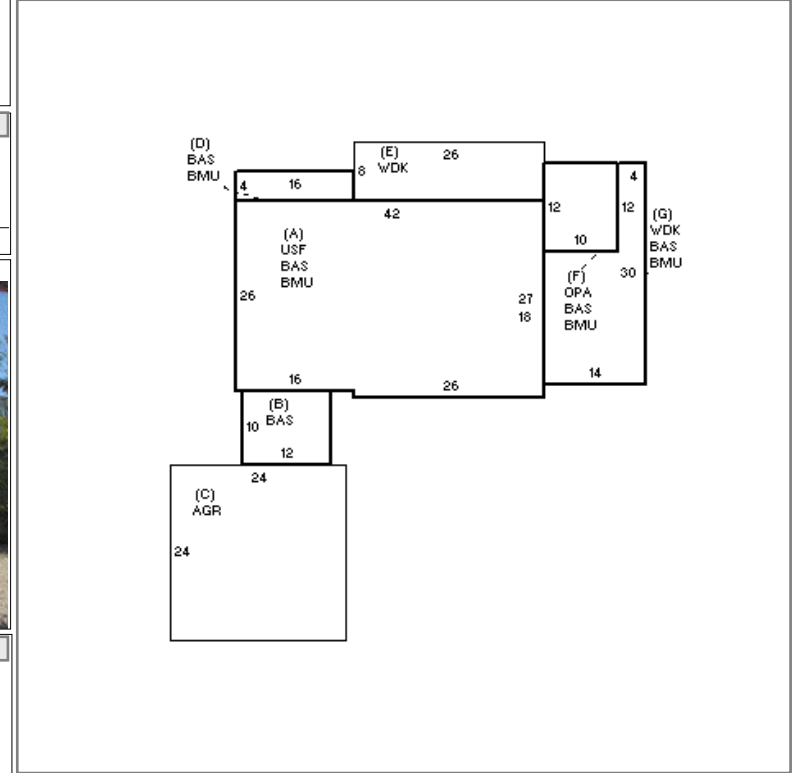 (D)
BAS
BMU
4
16
8
(E)
WDK
26
42
(A)
USF
BAS
BMU
26
27
18
16
26
12
10
4
12
(G)
WDK
BAS
BMU
30
(F)
OPA
BAS
BMU
14
(B)
BAS
10
12
24
(C)
AGR
24